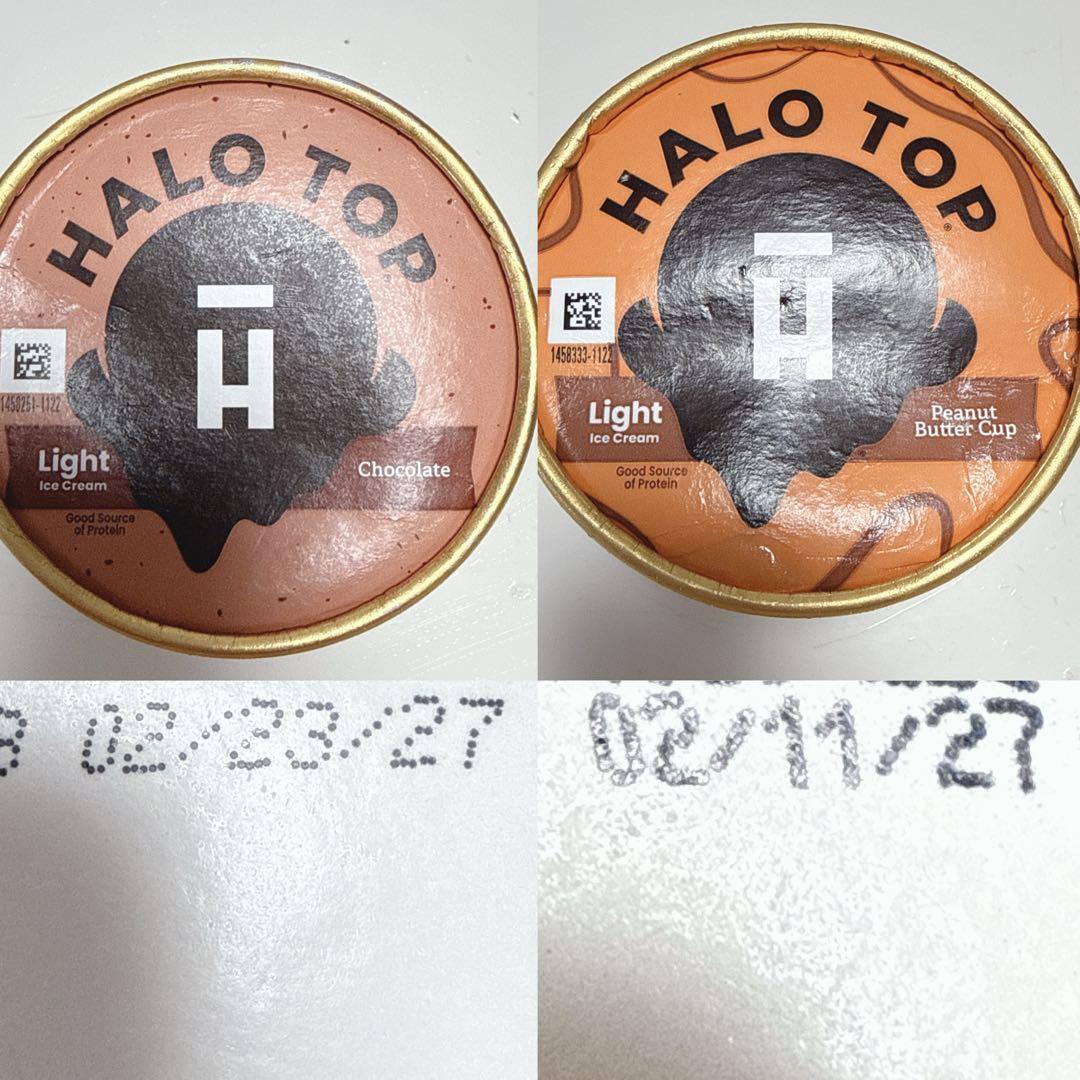 HALO TOP
H
1458251-1122
Light
Ice Cream
Chocolate
Good Source
of Protein
HALO TOP®
H
1458333-1122
Light
Ice Cream
Peanut
Butter Cup
Good Source
of Protein
02/23/27
02/11/27